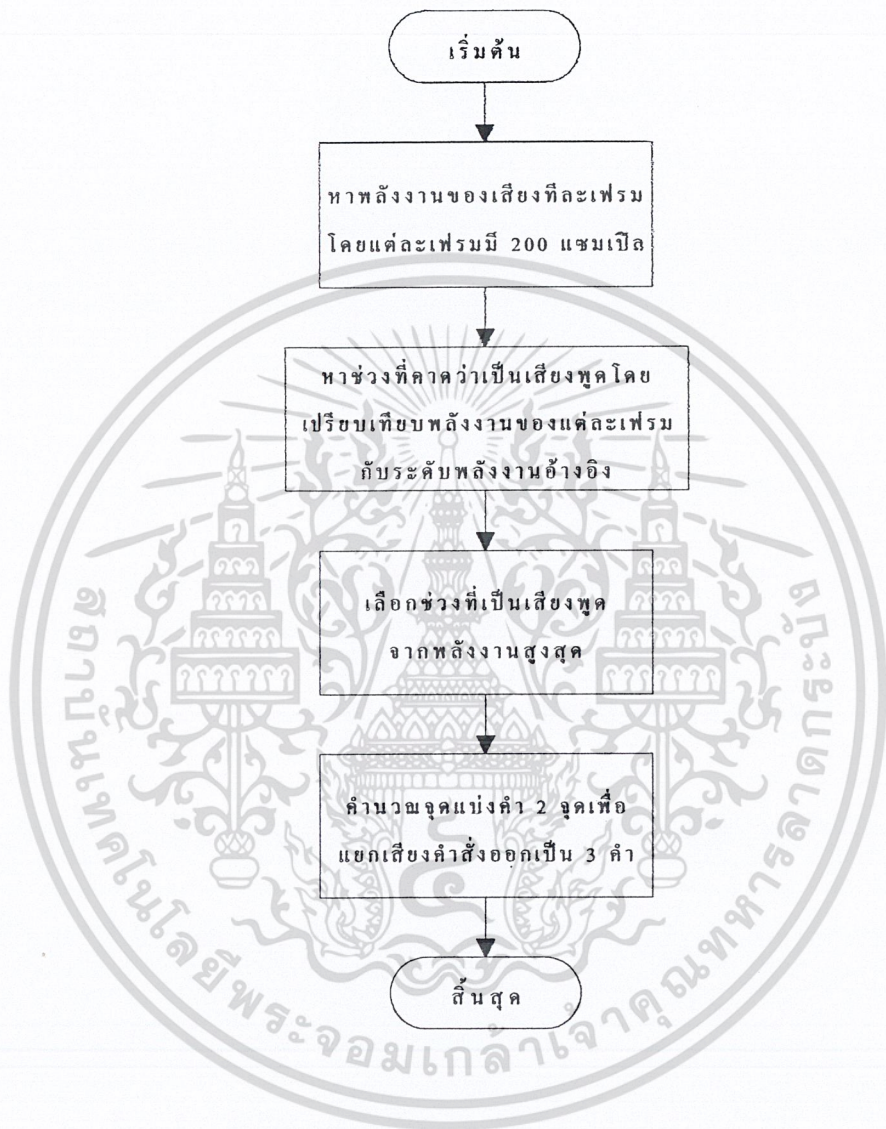 เริ่มต้น
หาพลังงานของเสียงทีละเฟรม
โดยแต่ละเฟรมมี 200 แซมเปิล
หาช่วงที่คาดว่าเป็นเสียงพูดโดย
เปรียบเทียบพลังงานของแต่ละเฟรม
กับระดับพลังงานอ้างอิง
เลือกช่วงที่เป็นเสียงพูด
จากพลังงานสูงสุด
คำนวณจุดแบ่งคำ 2 จุดเพื่อ
แยกเสียงคำสั่งออกเป็น 3 คำ
สิ้นสุด
สถาบันเทคโนโลยีพระจอมเกล้าเจ้าคุณทหารลาดกระบัง